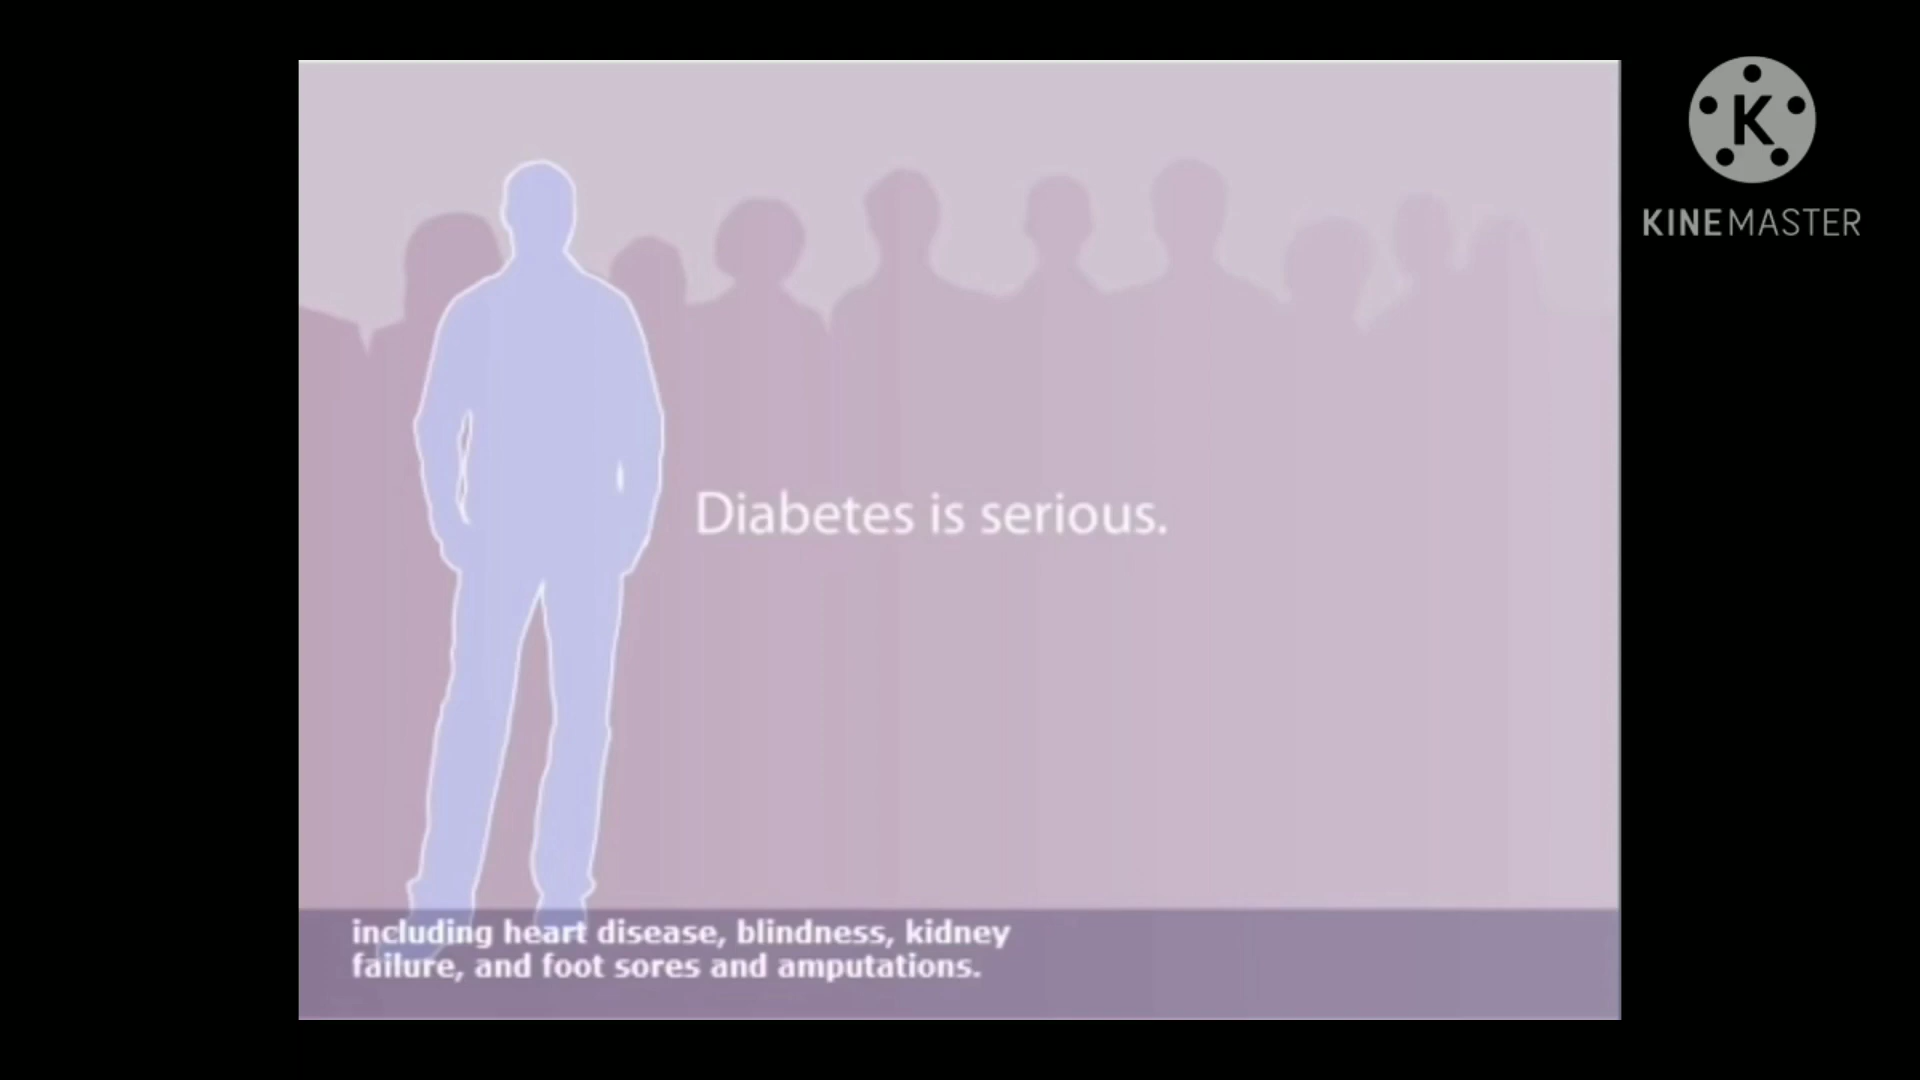 K
KINEMASTER
Diabetes is serious.
including heart disease, blindness, kidney
failure, and foot sores and amputations.